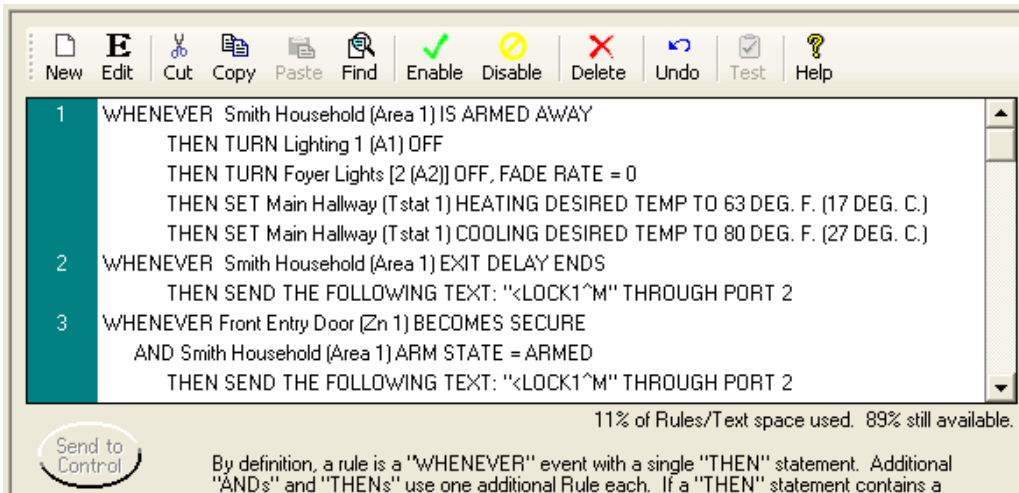 New Edit Cut Copy Paste Find Enable Disable Delete Undo Test Help
1 WHENEVER Smith Household (Area 1) IS ARMED AWAY
THEN TURN Lighting 1 (A1) OFF
THEN TURN Foyer Lights [2 (A2)] OFF, FADE RATE = 0
THEN SET Main Hallway (Tstat 1) HEATING DESIRED TEMP TO 63 DEG. F. (17 DEG. C.)
THEN SET Main Hallway (Tstat 1) COOLING DESIRED TEMP TO 80 DEG. F. (27 DEG. C.)
2 WHENEVER Smith Household (Area 1) EXIT DELAY ENDS
THEN SEND THE FOLLOWING TEXT: "<LOCK1^M" THROUGH PORT 2
3 WHENEVER Front Entry Door (Zn 1) BECOMES SECURE
AND Smith Household (Area 1) ARM STATE = ARMED
THEN SEND THE FOLLOWING TEXT: "<LOCK1^M" THROUGH PORT 2
11% of Rules/Text space used. 89% still available.
Send to
Control
By definition, a rule is a "WHENEVER" event with a single "THEN" statement. Additional
"ANDs" and "THENs" use one additional Rule each. If a "THEN" statement contains a